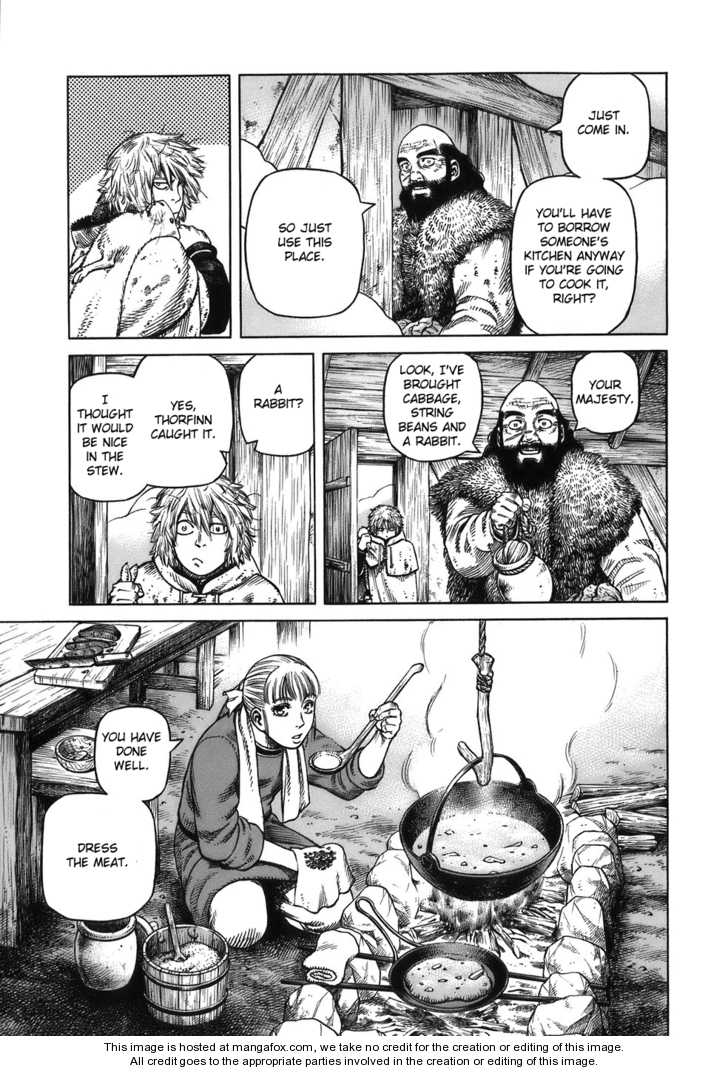 JUST
COME IN.
YOU'LL HAVE
TO BORROW
SOMEONE'S
KITCHEN ANYWAY
IF YOU'RE GOING
TO COOK IT,
RIGHT?
SO JUST
USE THIS
PLACE.
YOUR
MAJESTY.
LOOK, I'VE
BROUGHT
CABBAGE,
STRING
BEANS AND
A RABBIT.
A
RABBIT?
YES,
THORFINN
CAUGHT IT.
I
THOUGHT
IT WOULD
BE NICE
IN THE
STEW.
YOU HAVE
DONE
WELL.
DRESS
THE MEAT.
This image is hosted at mangafox.com, we take no credit for the creation or editing of this image.
All credit goes to the appropriate parties involved in the creation or editing of this image.